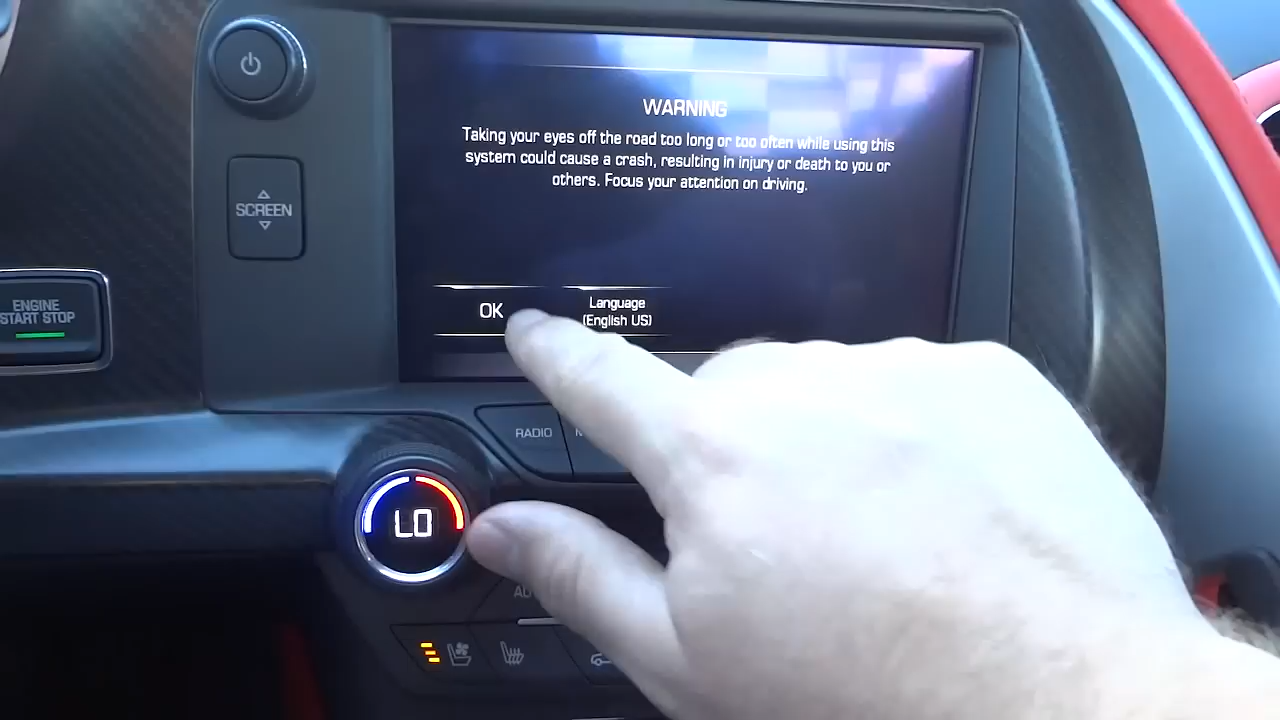 WARNING
Taking your eyes off the road too long or too often while using this
system could cause a crash, resulting in injury or death to you or
others. Focus your attention on driving.
SCREEN
ENGINE
START STOP
OK
Language
(English US)
RADIO
LO